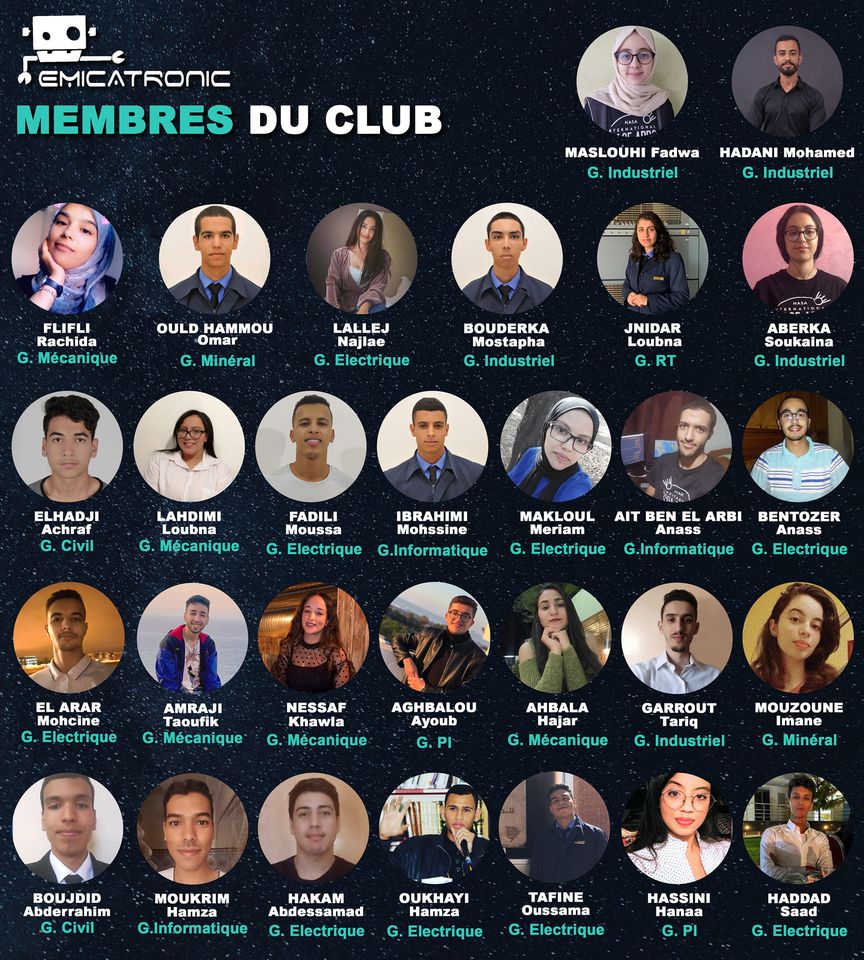 EMICATRONIC
MEMBRES DU CLUB
MASLOUHI Fadwa
G. Industriel
HADANI Mohamed
G. Industriel
FLIFLI
Rachida
G. Mécanique
OULD HAMMOU
Omar
G. Minéral
LALLEJ
Najlae
G. Electrique
BOUDERKA
Mostapha
G. Industriel
JNIDAR
Loubna
G. RT
ABERKA
Soukaina
G. Industriel
ELHADJI
Achraf
G. Civil
LAHDIMI
Loubna
G. Mécanique
FADILI
Moussa
G. Electrique
IBRAHIMI
Mohssine
G.Informatique
MAKLOUL
Meriam
G. Electrique
AIT BEN EL ARBI
Anass
G.Informatique
BENTOZER
Anass
G. Electrique
EL ARAR
Mohcine
G. Electrique
AMRAJI
Taoufik
G. Mécanique
NESSAF
Khawla
G. Mécanique
AGHBALOU
Ayoub
G. PI
AHBALA
Hajar
G. Mécanique
GARROUT
Tariq
G. Industriel
MOUZOUNE
Imane
G. Minéral
BOUJDID
Abderrahim
G. Civil
MOUKRIM
Hamza
G.Informatique
HAKAM
Abdessamad
G. Electrique
OUKHAYI
Hamza
G. Electrique
TAFINE
Oussama
G. Electrique
HASSINI
Hanaa
G. PI
HADDAD
Saad
G. Electrique